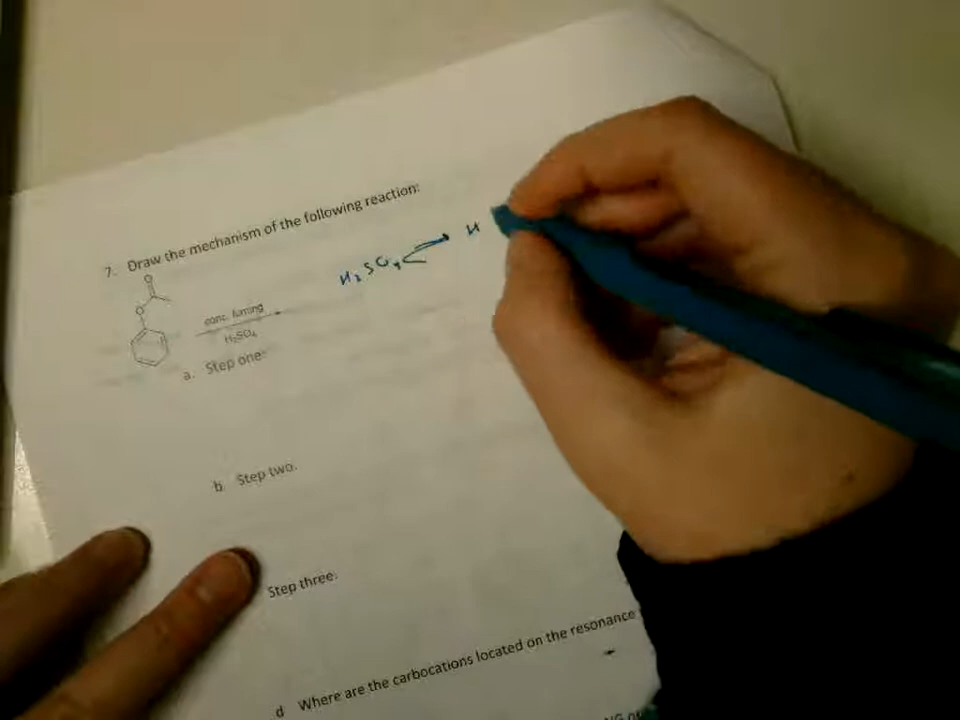 7. Draw the mechanism of the following reaction:
H₂SO₄ ⇌ H
O
O
conc. fuming
H₂SO₄
a. Step one:
b. Step two.
Step three:
d Where are the carbocations located on the resonance